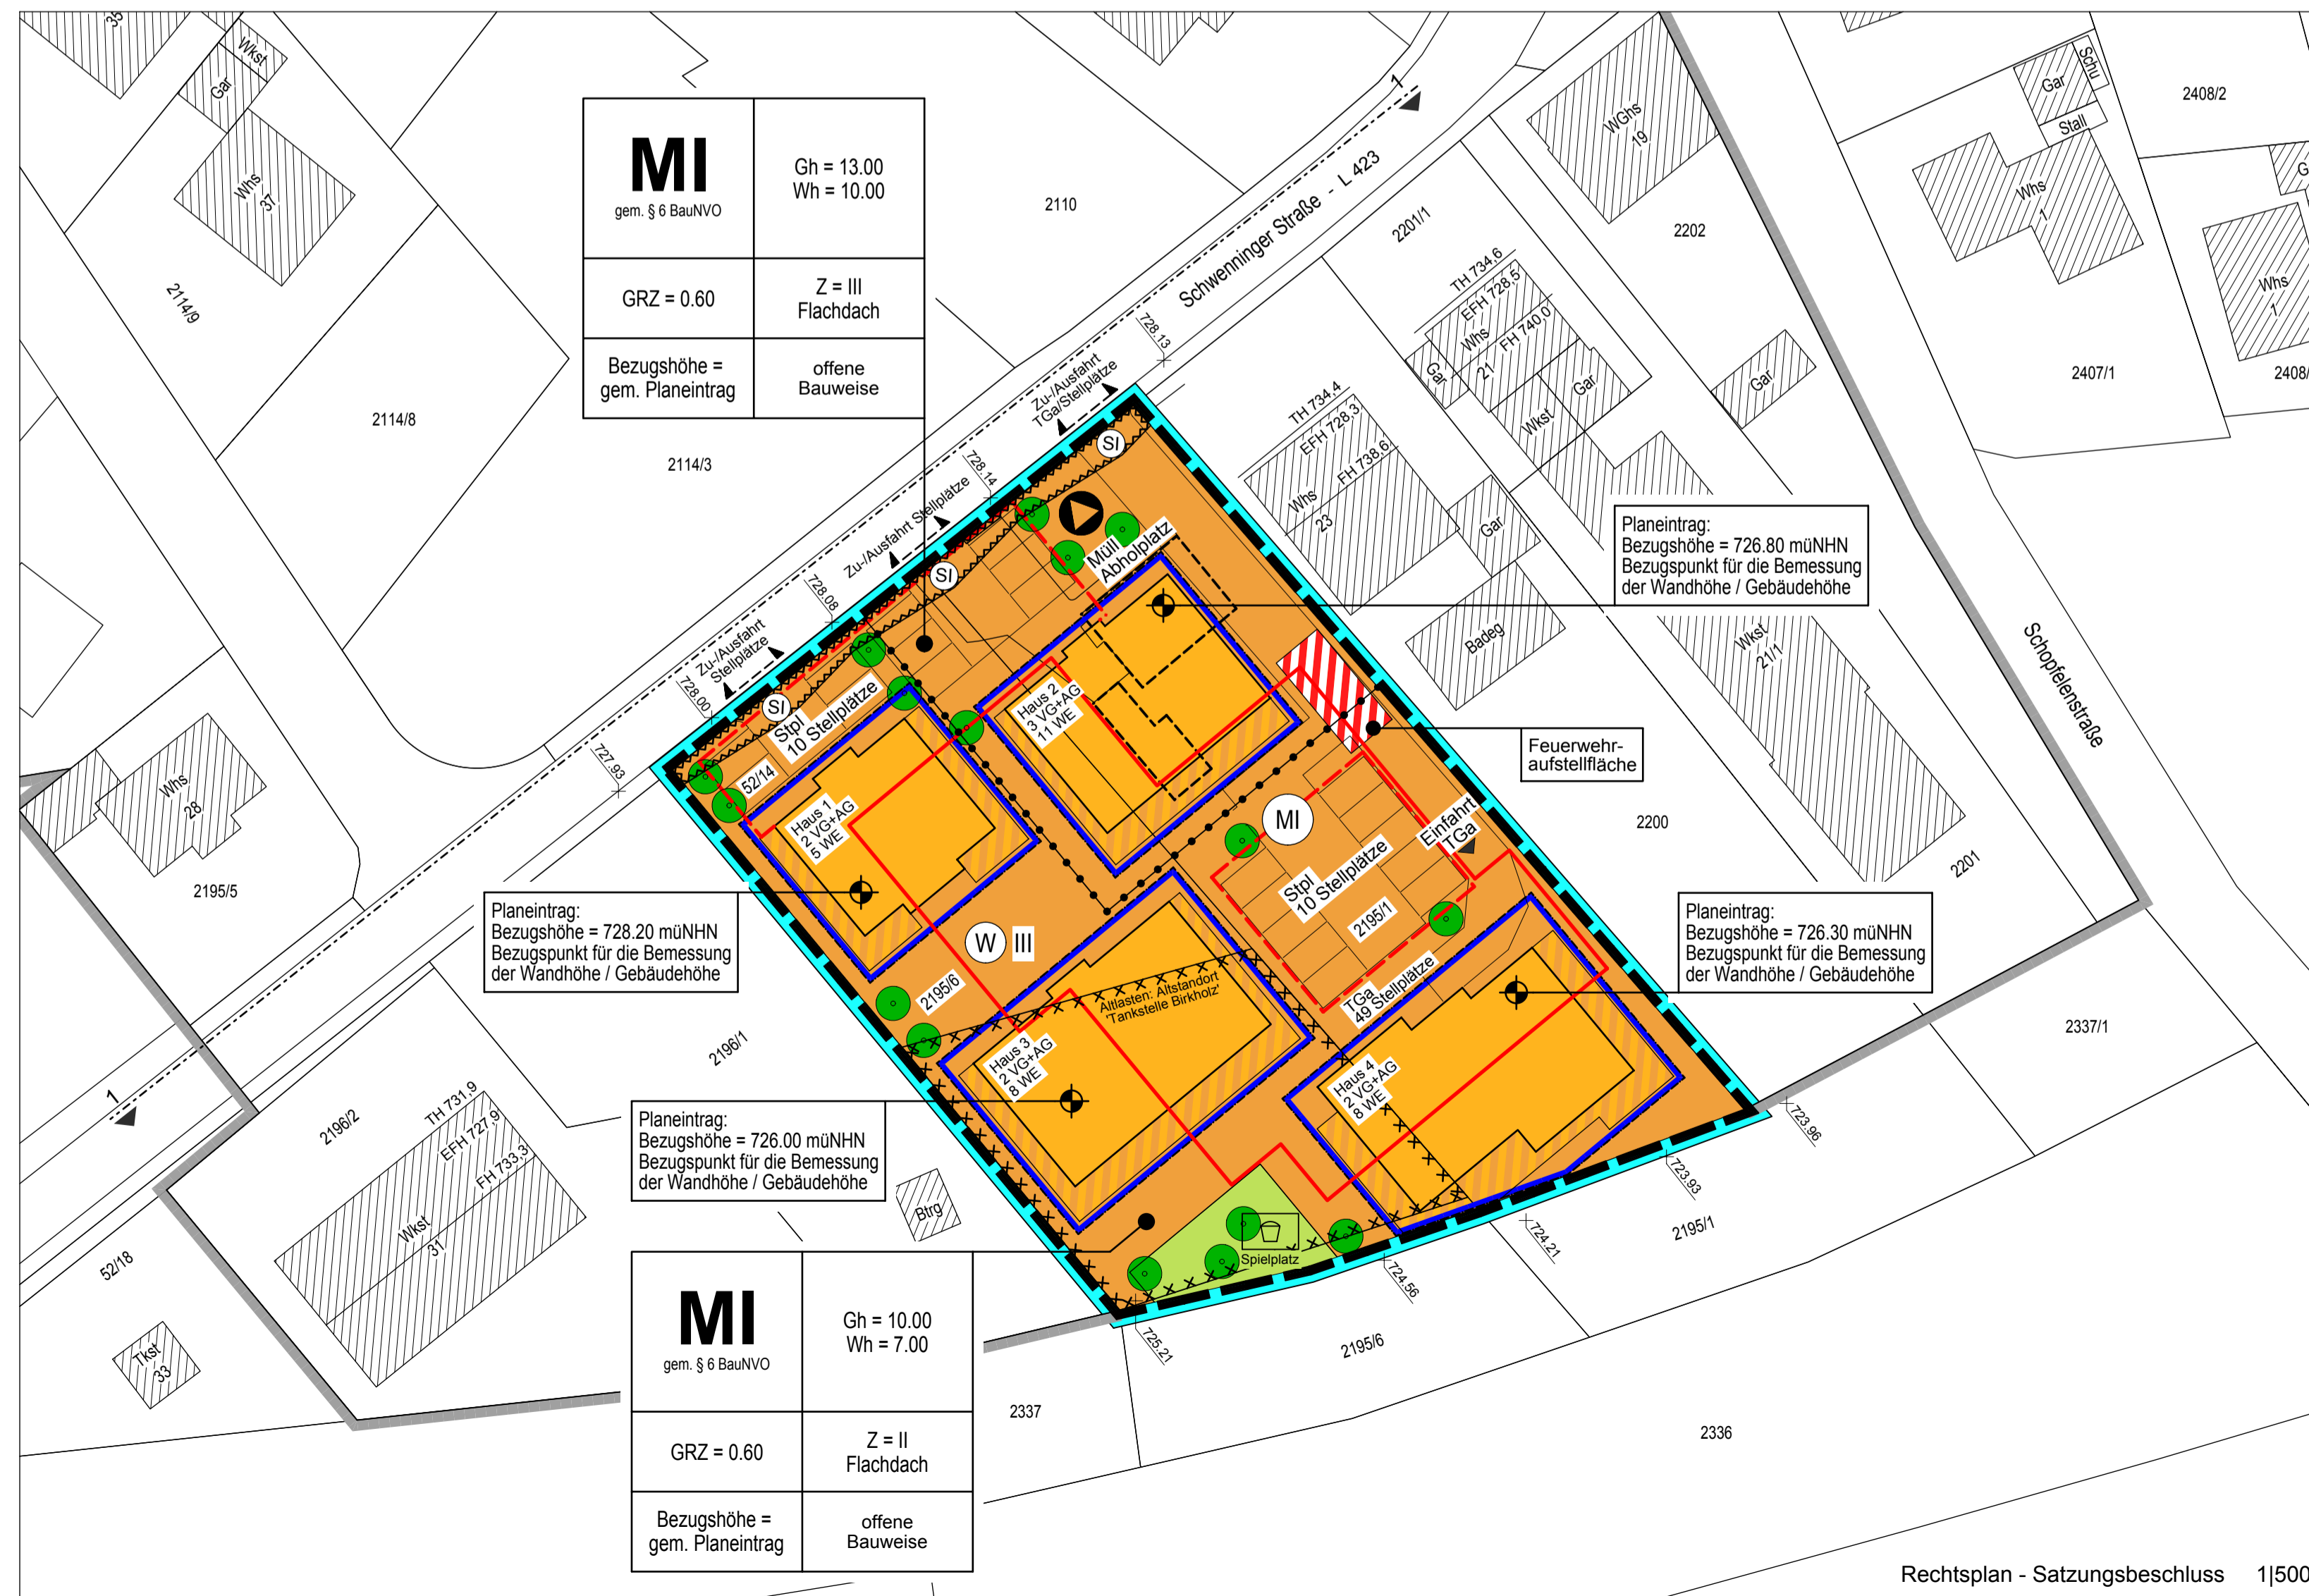 35
Wkst
Gar
Whs
37
2114/9
2114/8
2114/3
2110
MI
gem. § 6 BauNVO
Gh = 13.00
Wh = 10.00
GRZ = 0.60
Z = III
Flachdach
Bezugshöhe =
gem. Planeintrag
offene
Bauweise
1
Schwenninger Straße - L 423
WGhs
19
2201/1
2202
Gar
Schu
Stall
Whs
1
2408/2
G
Whs
1
2407/1
2408/
Schopfelenstraße
TH 734,6
EFH 728,5
Whs
FH 740,0
21
Gar
Gar
Wkst
Gar
TH 734,4
EFH 728,3
FH 738,6
Whs
23
Gar
Badeg
Wkst
21/1
2200
2201
728.13
Zu-/Ausfahrt
TGa/Stellplätze
728.14
Zu-/Ausfahrt Stellplätze
728.08
Zu-/Ausfahrt
Stellplätze
728.00
727.93
SI
SI
SI
Müll
Abholplatz
Planeintrag:
Bezugshöhe = 726.80 müNHN
Bezugspunkt für die Bemessung
der Wandhöhe / Gebäudehöhe
Stpl
10 Stellplätze
52/14
Haus 1
2 VG+AG
5 WE
Haus 2
3 VG+AG
11 WE
Feuerwehr-
aufstellfläche
MI
Einfahrt
TGa
Stpl
10 Stellplätze
2195/1
TGa
49 Stellplätze
W III
2195/6
Planeintrag:
Bezugshöhe = 728.20 müNHN
Bezugspunkt für die Bemessung
der Wandhöhe / Gebäudehöhe
Planeintrag:
Bezugshöhe = 726.30 müNHN
Bezugspunkt für die Bemessung
der Wandhöhe / Gebäudehöhe
Altlasten: Altstandort
'Tankstelle Birkholz'
Haus 3
2 VG+AG
8 WE
Haus 4
2 VG+AG
8 WE
Planeintrag:
Bezugshöhe = 726.00 müNHN
Bezugspunkt für die Bemessung
der Wandhöhe / Gebäudehöhe
Spielplatz
Whs
28
2195/5
1
2196/1
2196/2
TH 731,9
EFH 727,9
FH 733,3
Wkst
31
52/18
Tkst
33
Btrg
2337/1
723.96
723.93
724.21
724.56
725.21
2195/1
2195/6
2337
2336
MI
gem. § 6 BauNVO
Gh = 10.00
Wh = 7.00
GRZ = 0.60
Z = II
Flachdach
Bezugshöhe =
gem. Planeintrag
offene
Bauweise
Rechtsplan - Satzungsbeschluss 1|500